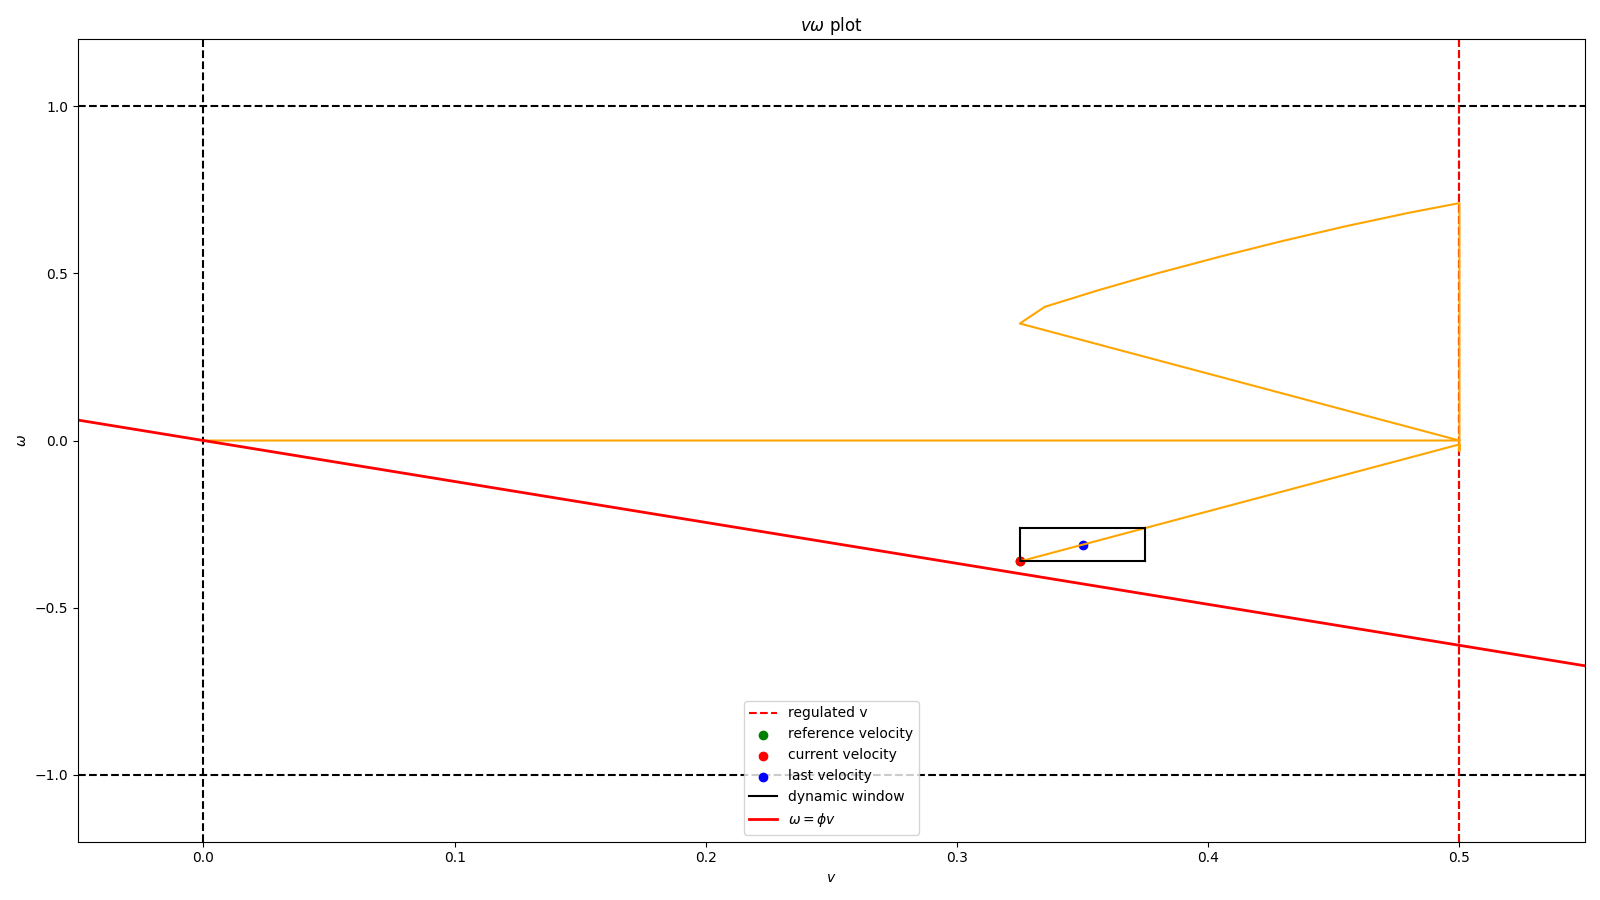 vω plot
1.0
0.5
0.0
−0.5
−1.0
ω
regulated v
reference velocity
current velocity
last velocity
dynamic window
ω = ϕv
0.0 0.1 0.2 0.3 0.4 0.5
v